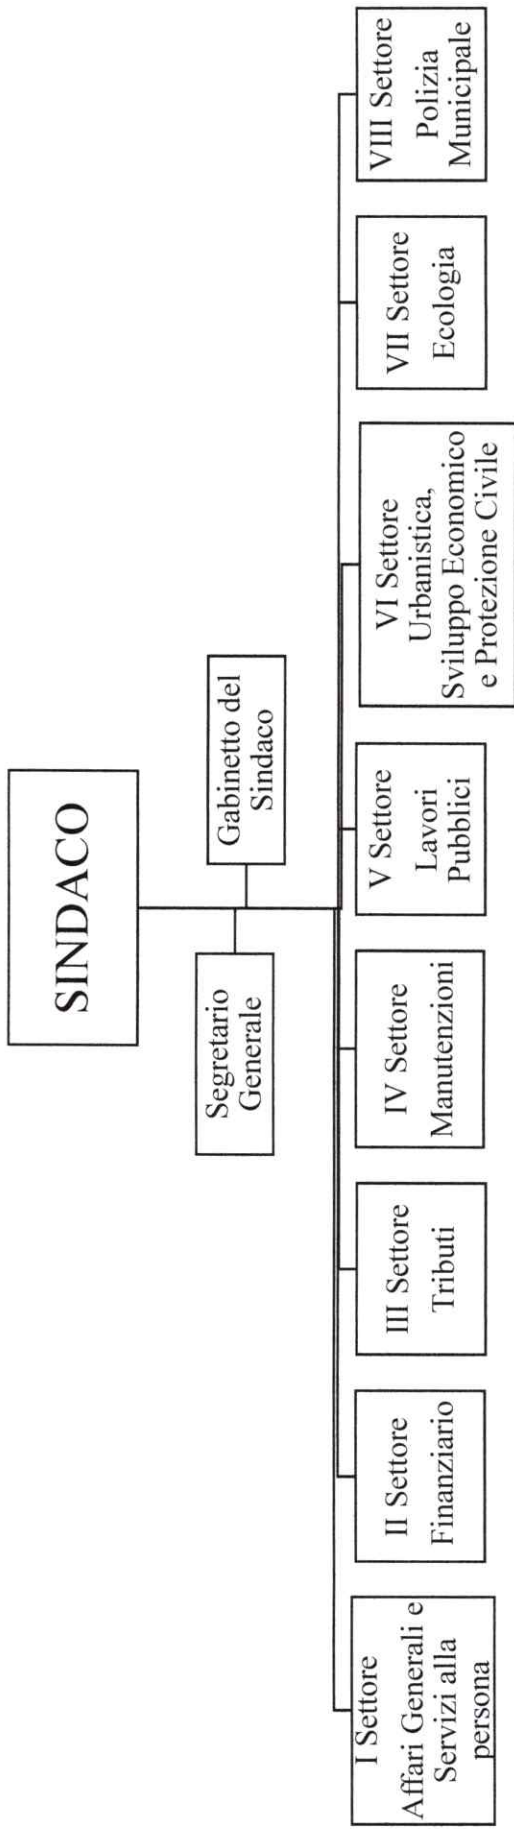 SINDACO
Segretario
Generale
Gabinetto del
Sindaco
I Settore
Affari Generali e
Servizi alla
persona
II Settore
Finanziario
III Settore
Tributi
IV Settore
Manutenzioni
V Settore
Lavori
Pubblici
VI Settore
Urbanistica,
Sviluppo Economico
e Protezione Civile
VII Settore
Ecologia
VIII Settore
Polizia
Municipale